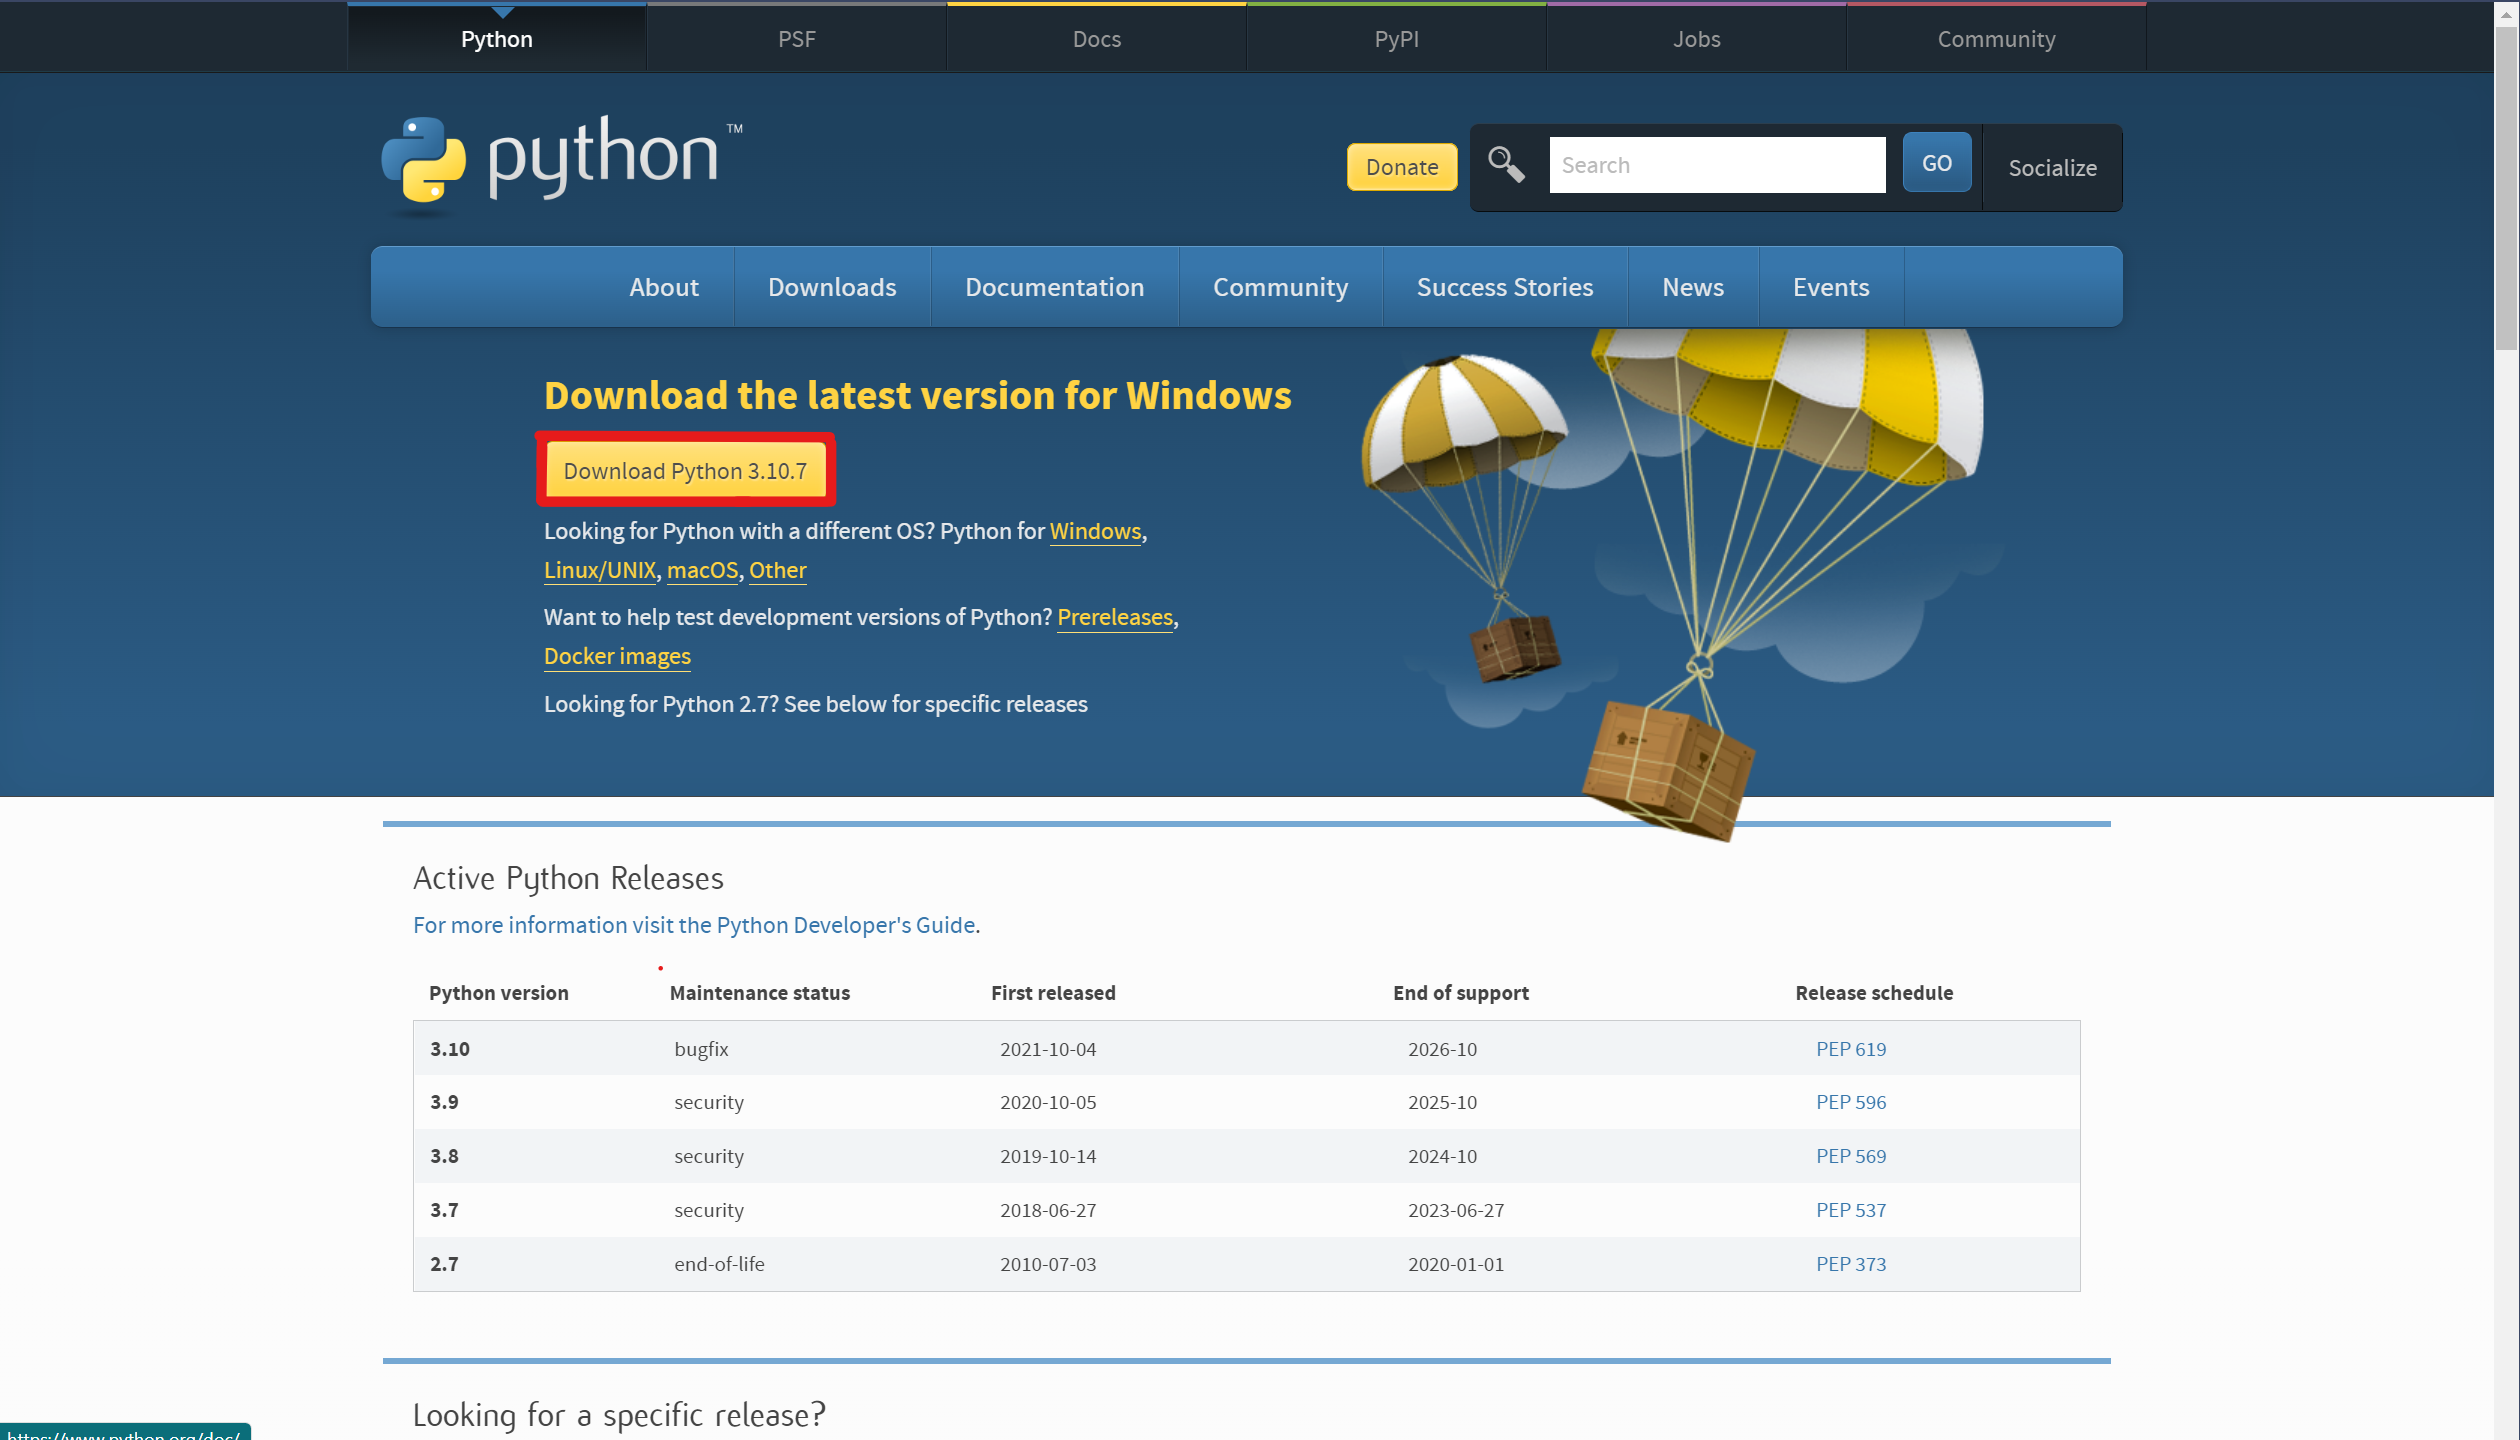 Python PSF Docs PyPI Jobs Community
python™
Donate Search GO Socialize
About Downloads Documentation Community Success Stories News Events
Download the latest version for Windows
Download Python 3.10.7
Looking for Python with a different OS? Python for Windows,
Linux/UNIX, macOS, Other
Want to help test development versions of Python? Prereleases,
Docker images
Looking for Python 2.7? See below for specific releases
Active Python Releases
For more information visit the Python Developer's Guide.
Python version Maintenance status First released End of support Release schedule
3.10 bugfix 2021-10-04 2026-10 PEP 619
3.9 security 2020-10-05 2025-10 PEP 596
3.8 security 2019-10-14 2024-10 PEP 569
3.7 security 2018-06-27 2023-06-27 PEP 537
2.7 end-of-life 2010-07-03 2020-01-01 PEP 373
Looking for a specific release?
https://www.python.org/doc/